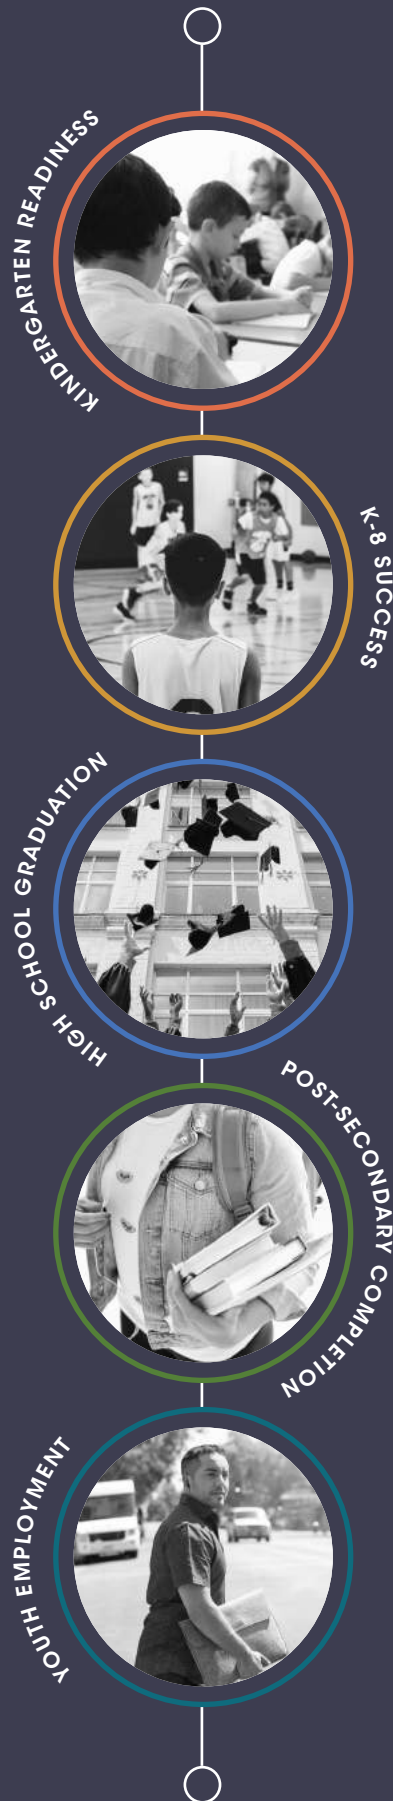 KINDERGARTEN READINESS
K-8 SUCCESS
HIGH SCHOOL GRADUATION
POST-SECONDARY COMPLETION
YOUTH EMPLOYMENT